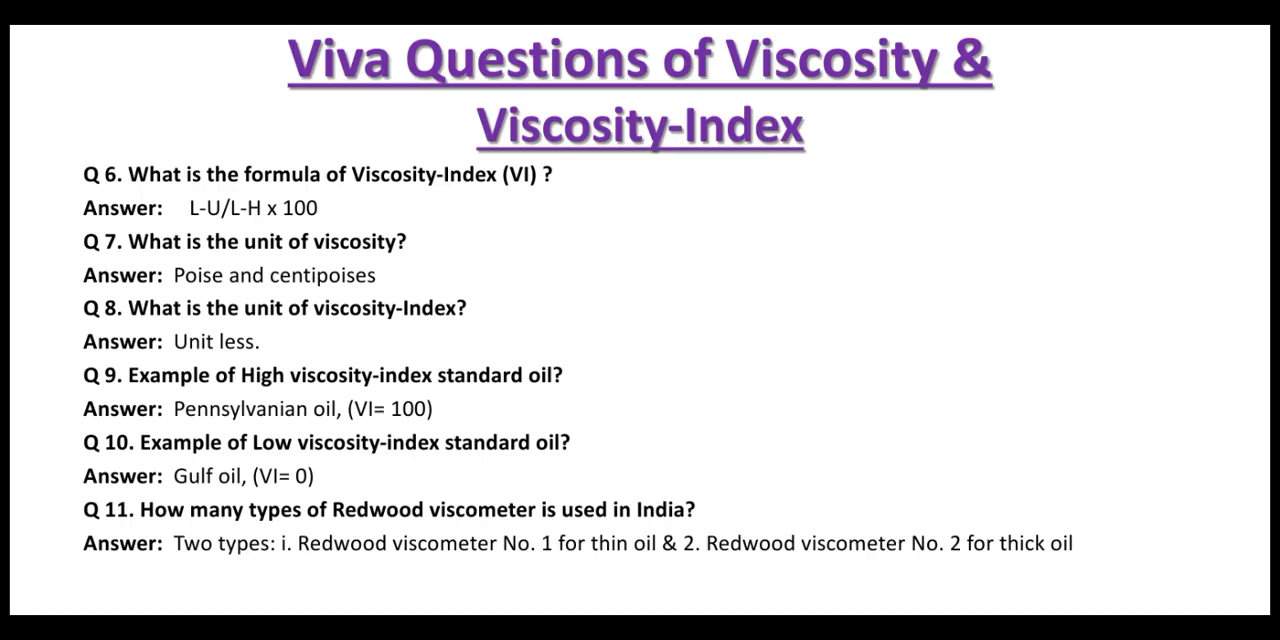 Viva Questions of Viscosity &
Viscosity-Index
Q 6. What is the formula of Viscosity-Index (VI) ?
Answer: L-U/L-H x 100
Q 7. What is the unit of viscosity?
Answer: Poise and centipoises
Q 8. What is the unit of viscosity-Index?
Answer: Unit less.
Q 9. Example of High viscosity-index standard oil?
Answer: Pennsylvanian oil, (VI= 100)
Q 10. Example of Low viscosity-index standard oil?
Answer: Gulf oil, (VI= 0)
Q 11. How many types of Redwood viscometer is used in India?
Answer: Two types: i. Redwood viscometer No. 1 for thin oil & 2. Redwood viscometer No. 2 for thick oil